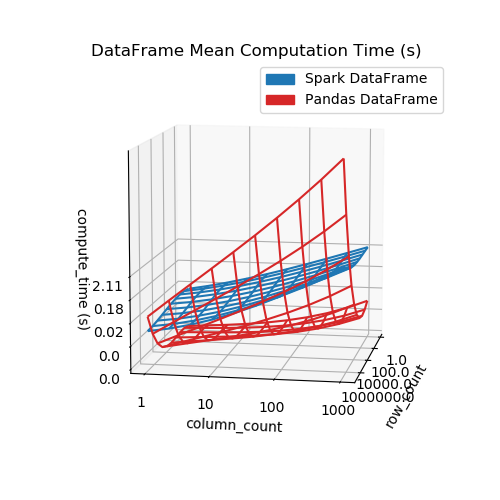 DataFrame Mean Computation Time (s)
Spark DataFrame
Pandas DataFrame
compute_time (s)
2.11
0.18
0.02
0.0
0.0
1
10
100
1000
column_count
1.0
100.0
10000.0
1000000.0
row_count